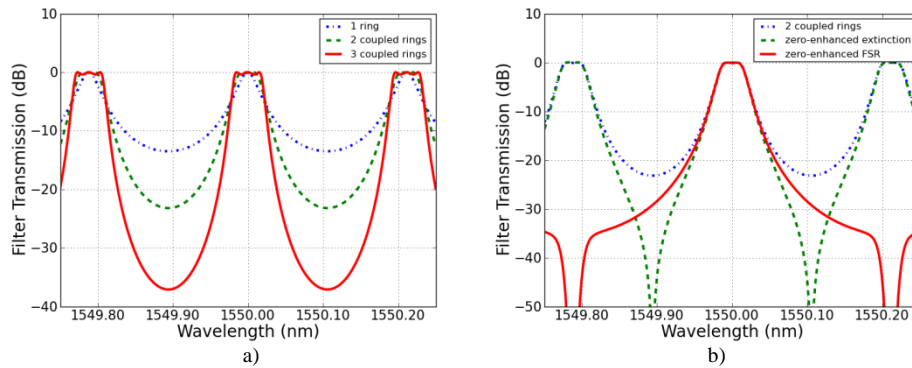 10
0
−10
−20
−30
−40
Filter Transmission (dB)
1 ring
2 coupled rings
3 coupled rings
1549.80
1549.90
1550.00
1550.10
1550.20
Wavelength (nm)
a)
10
0
−10
−20
−30
−40
−50
Filter Transmission (dB)
2 coupled rings
zero-enhanced extinction
zero-enhanced FSR
1549.80
1549.90
1550.00
1550.10
1550.20
Wavelength (nm)
b)